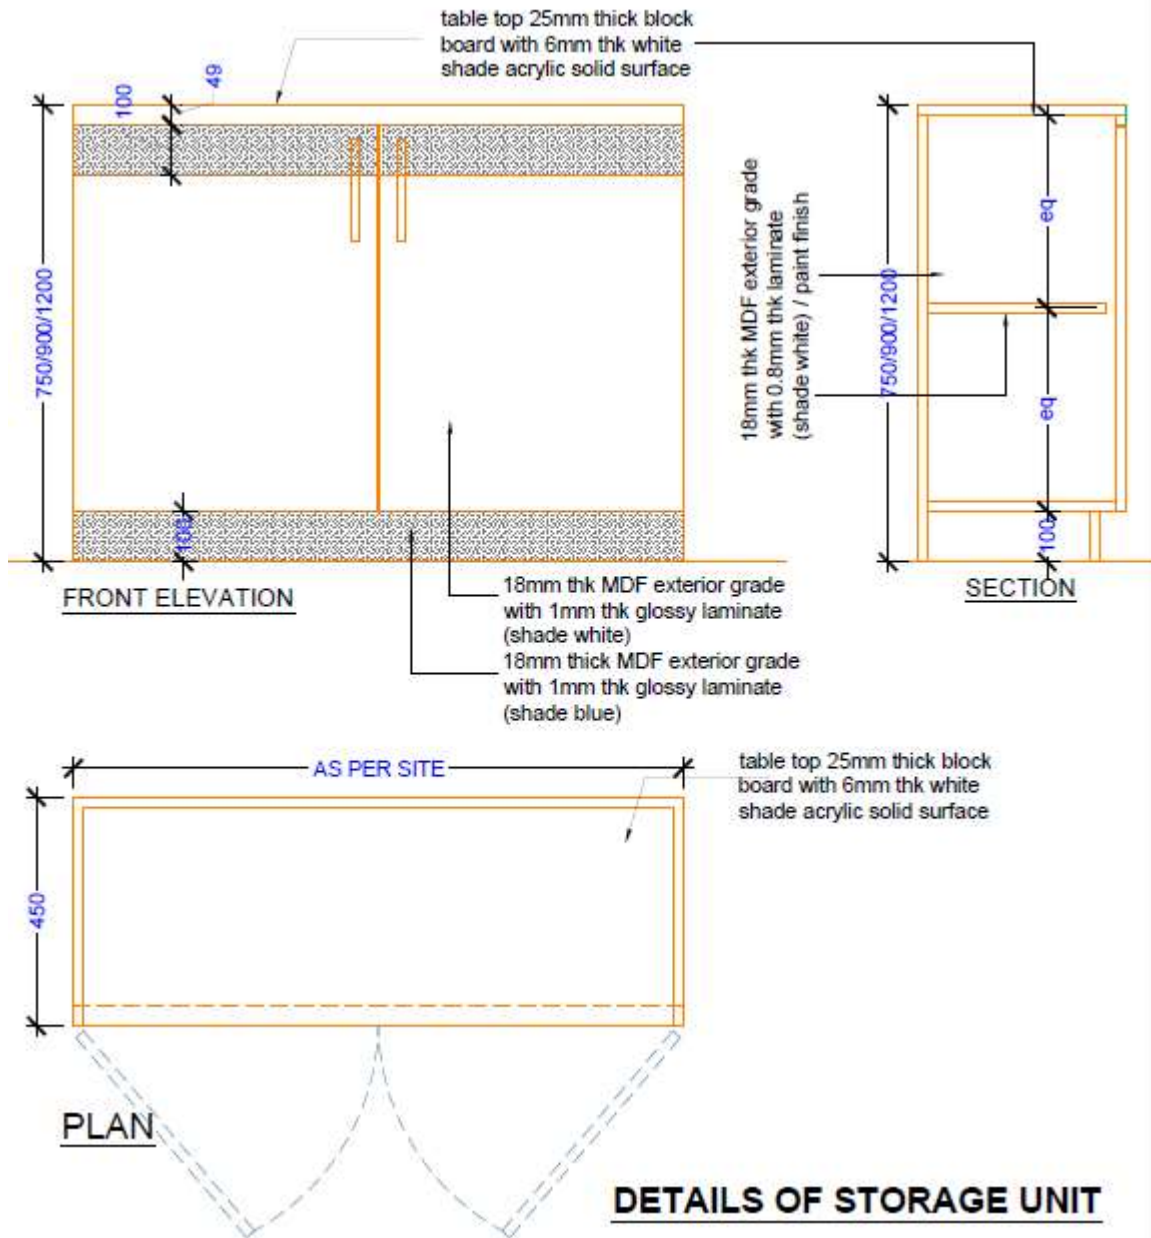 table top 25mm thick block
board with 6mm thk white
shade acrylic solid surface
100
49
750/900/1200
100
FRONT ELEVATION
18mm thk MDF exterior grade
with 1mm thk glossy laminate
(shade white)
18mm thick MDF exterior grade
with 1mm thk glossy laminate
(shade blue)
18mm thk MDF exterior grade
with 0.8mm thk laminate
(shade white) / paint finish
750/900/1200
eq
eq
100
SECTION
AS PER SITE
table top 25mm thick block
board with 6mm thk white
shade acrylic solid surface
450
PLAN
DETAILS OF STORAGE UNIT